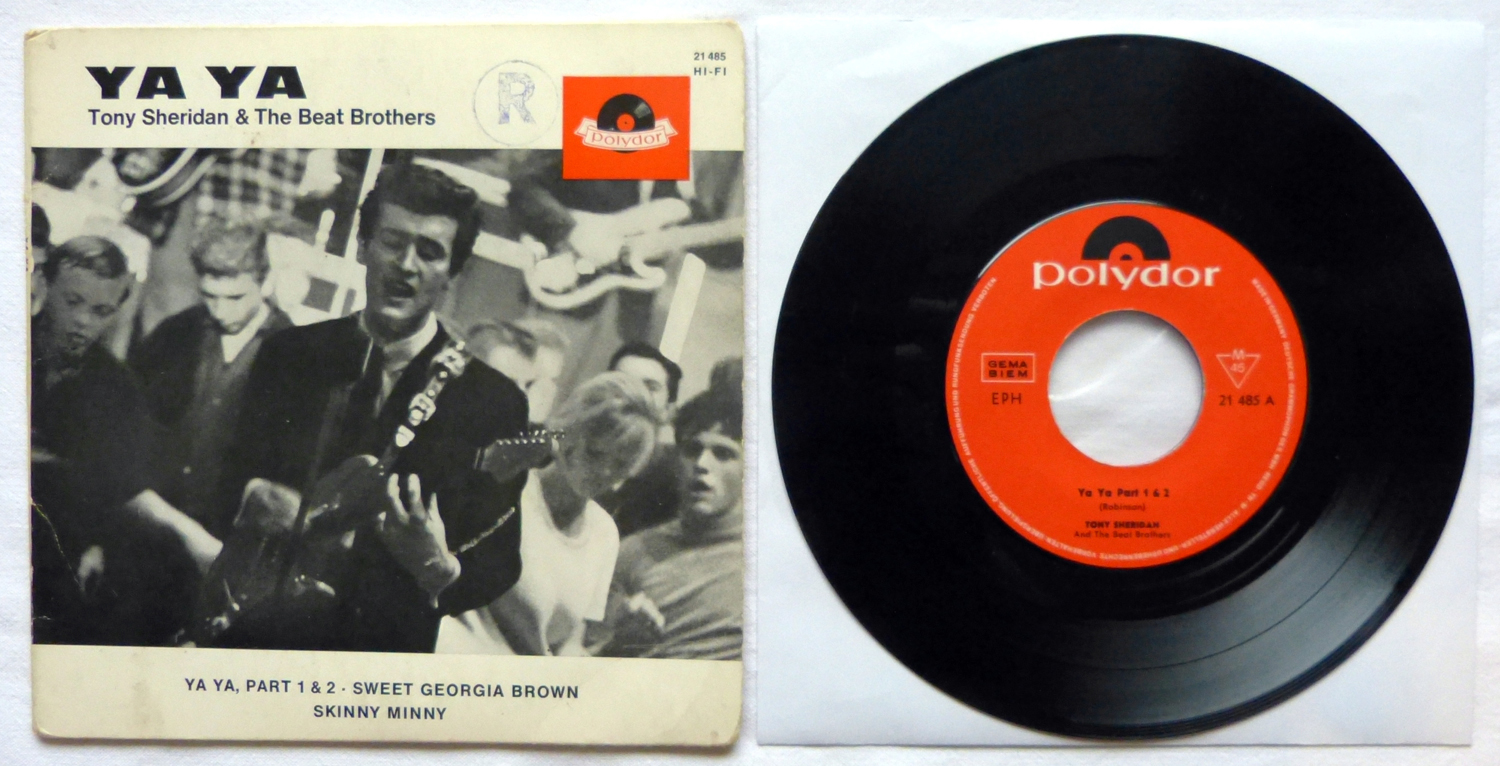 YA YA
Tony Sheridan & The Beat Brothers
R
21 485
HI-FI
polydor
YA YA, PART 1 & 2 · SWEET GEORGIA BROWN
SKINNY MINNY
polydor
GEMA
BIEM
EPH
M
45
21 485 A
Ya Ya Part 1 & 2
(Robinson)
TONY SHERIDAN
And The Beat Brothers